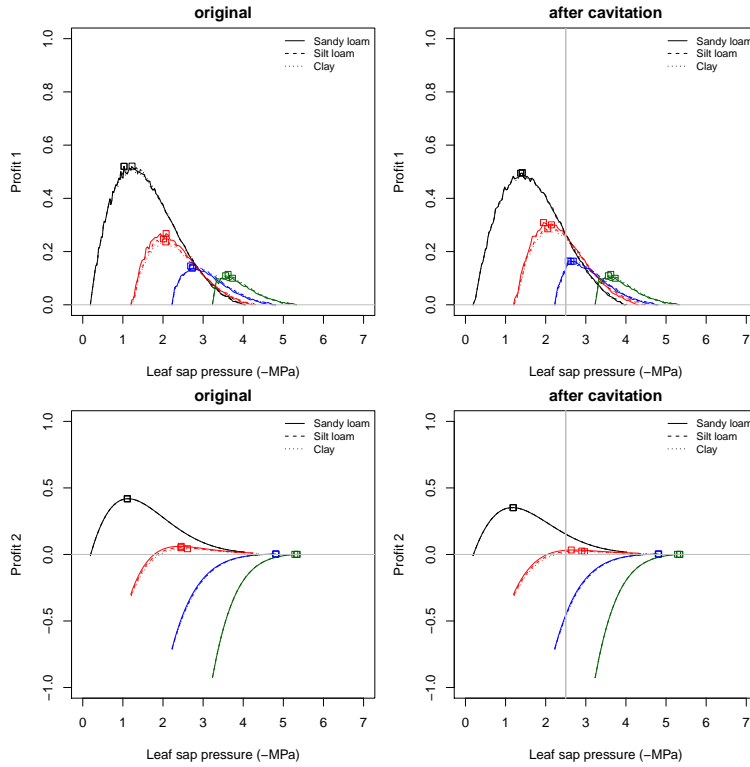 original
Profit 1
1.0
0.8
0.6
0.4
0.2
0.0
Sandy loam
Silt loam
Clay
0 1 2 3 4 5 6 7
Leaf sap pressure (−MPa)
after cavitation
Profit 1
1.0
0.8
0.6
0.4
0.2
0.0
Sandy loam
Silt loam
Clay
0 1 2 3 4 5 6 7
Leaf sap pressure (−MPa)
original
Profit 2
1.0
0.5
0.0
−0.5
−1.0
Sandy loam
Silt loam
Clay
0 1 2 3 4 5 6 7
Leaf sap pressure (−MPa)
after cavitation
Profit 2
1.0
0.5
0.0
−0.5
−1.0
Sandy loam
Silt loam
Clay
0 1 2 3 4 5 6 7
Leaf sap pressure (−MPa)